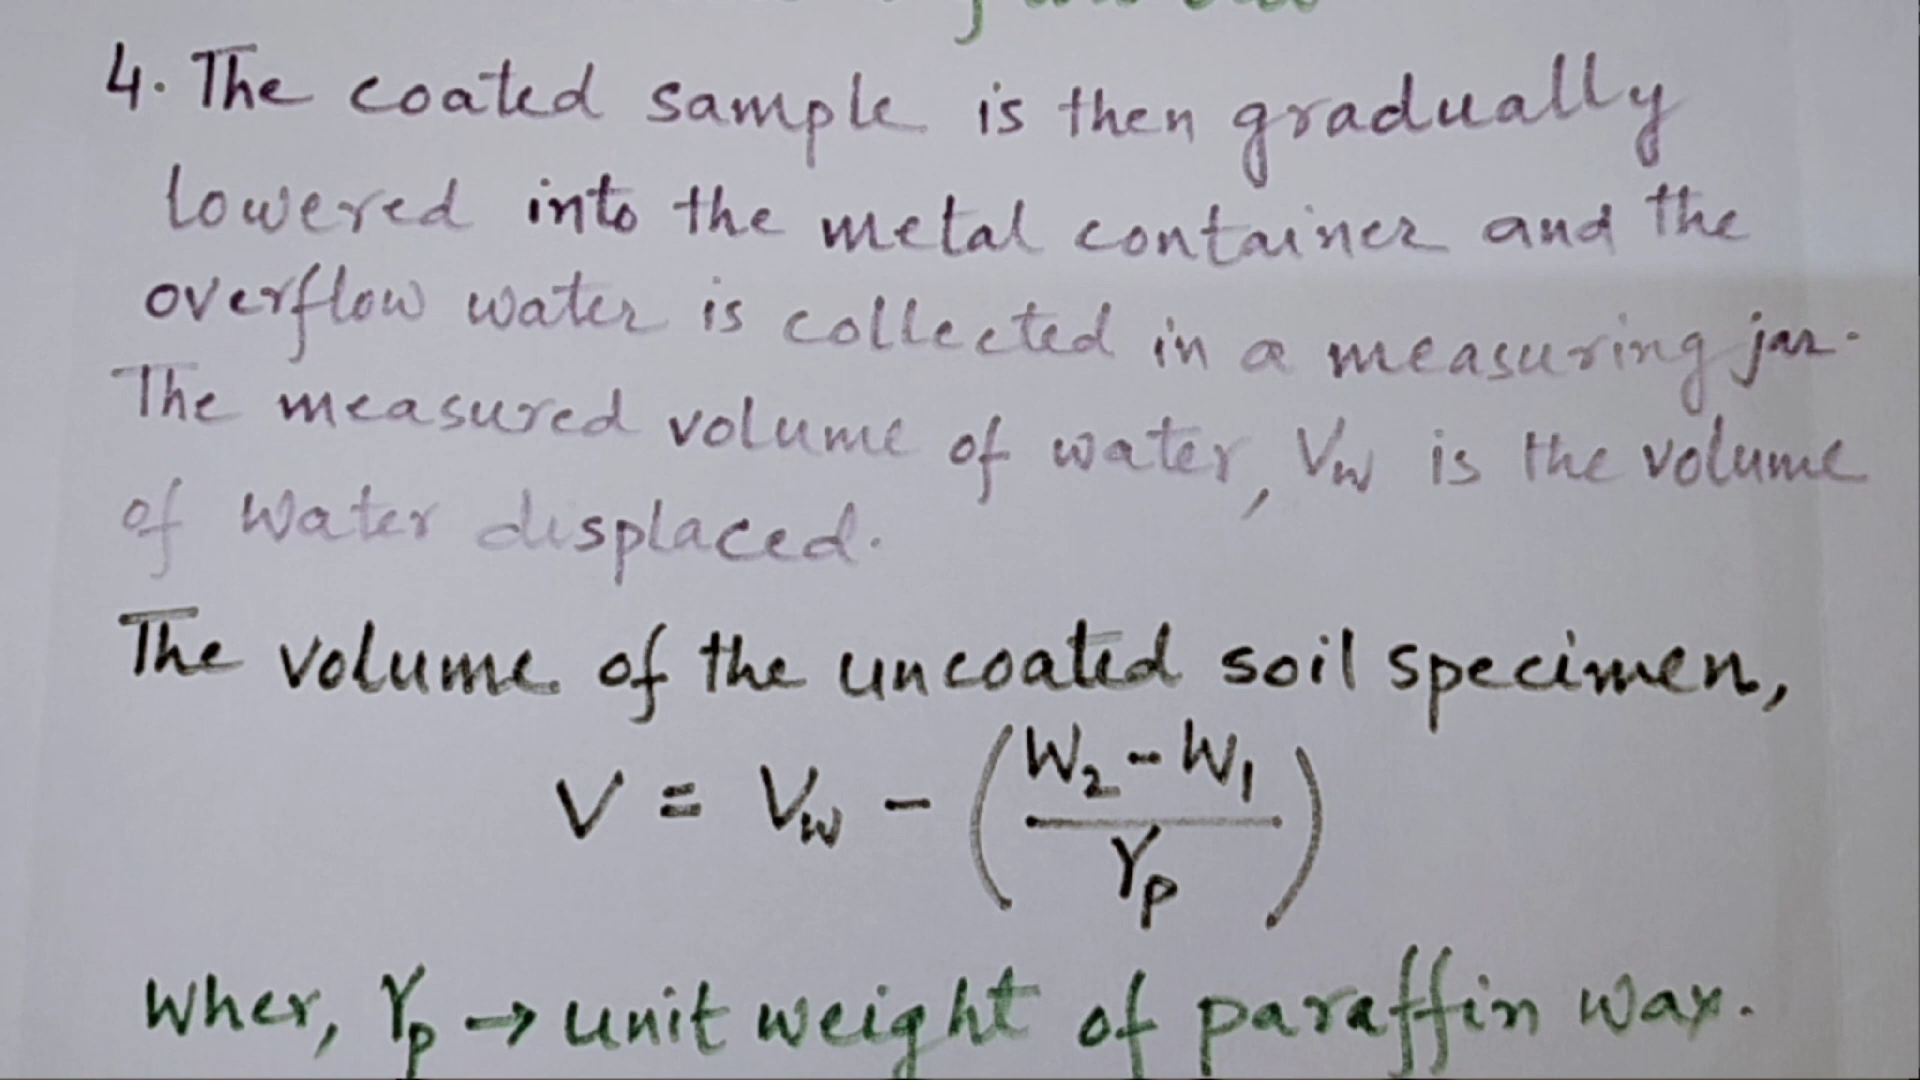 4. The coated sample is then gradually
lowered into the metal container and the
overflow water is collected in a measuring jar.
The measured volume of water, Vw is the volume
of water displaced.
The volume of the uncoated soil specimen,
V = Vw - ((W2 - W1) / γp)
Wher, γp → unit weight of paraffin wax.